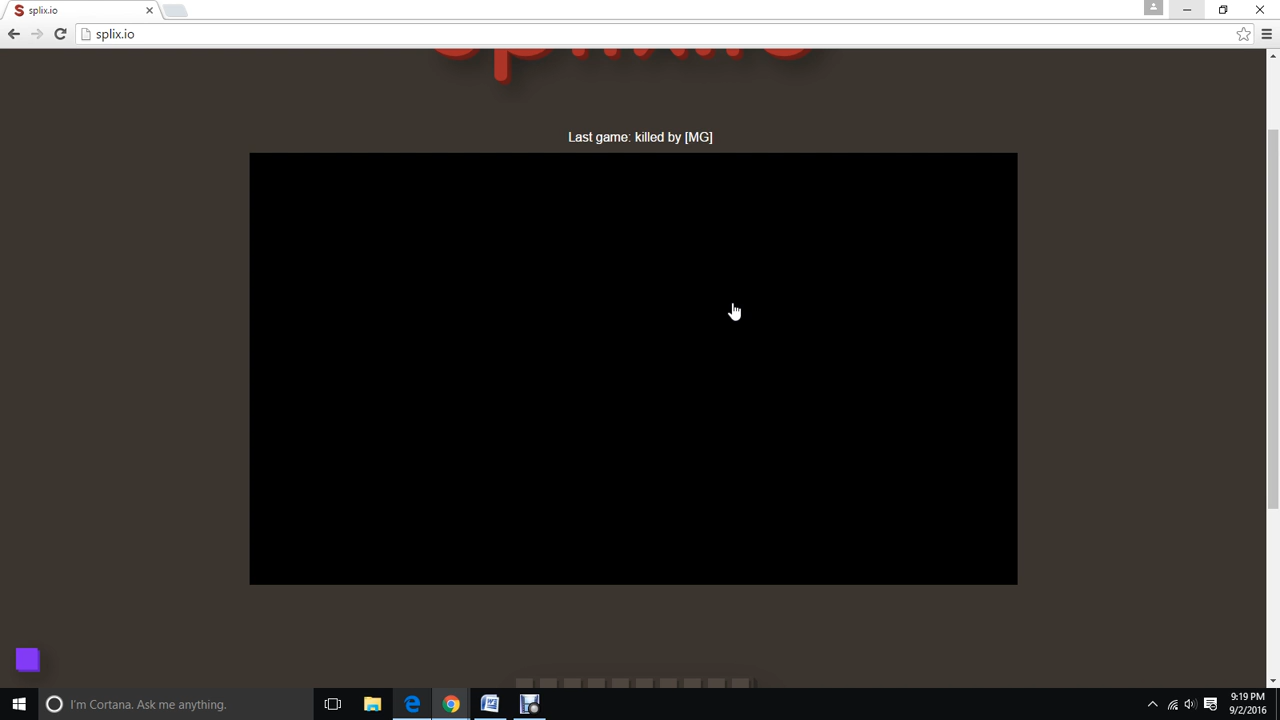 splix.io
splix.io
Last game: killed by [MG]
I'm Cortana. Ask me anything.
9:19 PM
9/2/2016